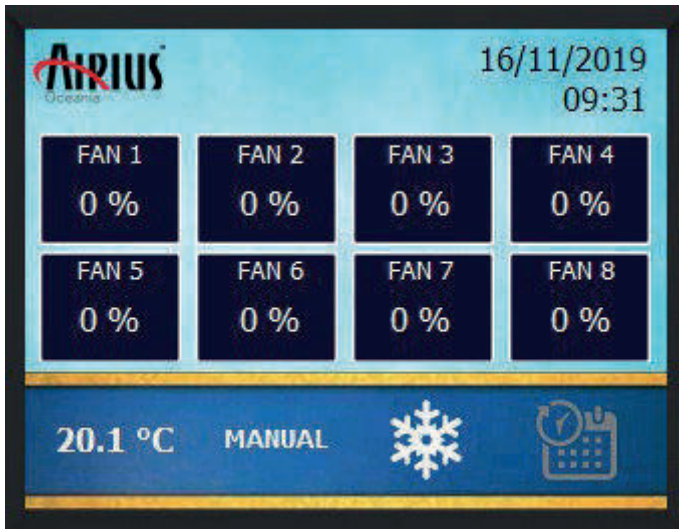 AIRIUS
Oceania
16/11/2019
09:31
FAN 1 FAN 2 FAN 3 FAN 4
0 % 0 % 0 % 0 %
FAN 5 FAN 6 FAN 7 FAN 8
0 % 0 % 0 % 0 %
20.1 °C MANUAL